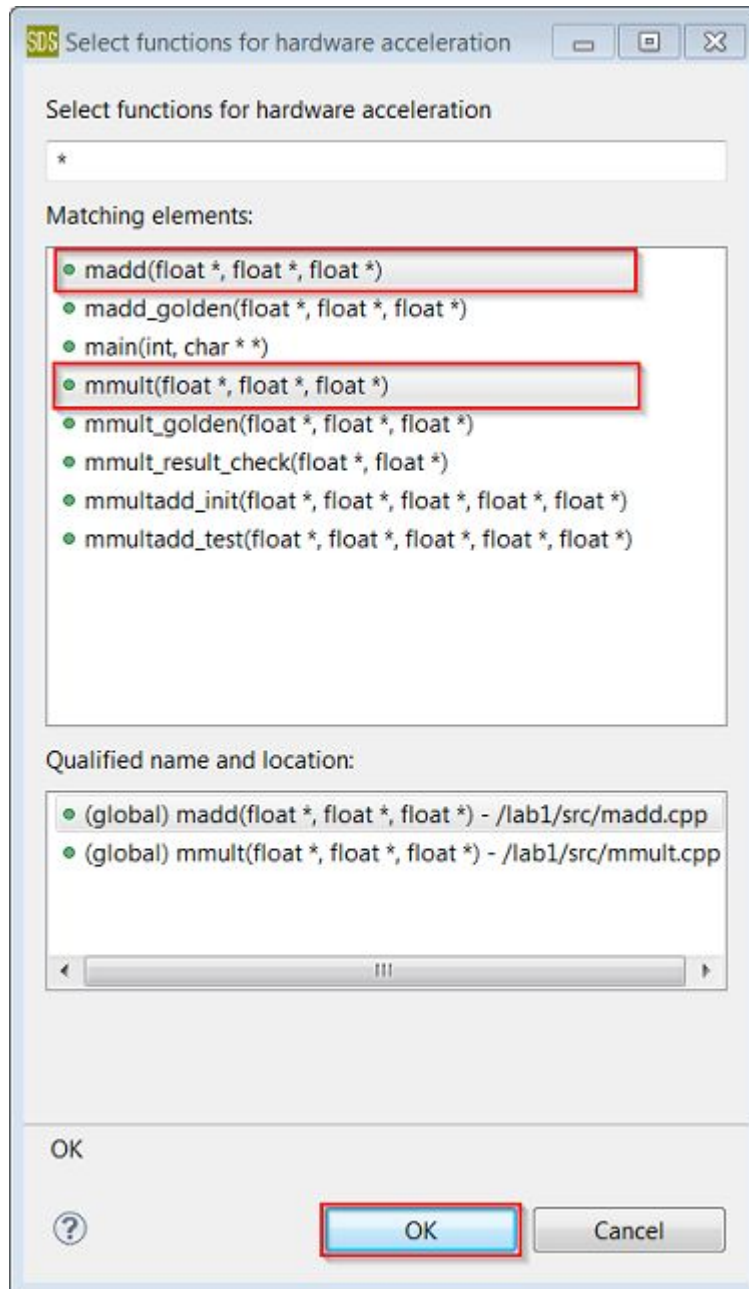 SDS Select functions for hardware acceleration
Select functions for hardware acceleration
*
Matching elements:
madd(float *, float *, float *)
madd_golden(float *, float *, float *)
main(int, char * *)
mmult(float *, float *, float *)
mmult_golden(float *, float *, float *)
mmult_result_check(float *, float *)
mmultadd_init(float *, float *, float *, float *, float *)
mmultadd_test(float *, float *, float *, float *, float *)
Qualified name and location:
(global) madd(float *, float *, float *) - /lab1/src/madd.cpp
(global) mmult(float *, float *, float *) - /lab1/src/mmult.cpp
OK
? OK Cancel